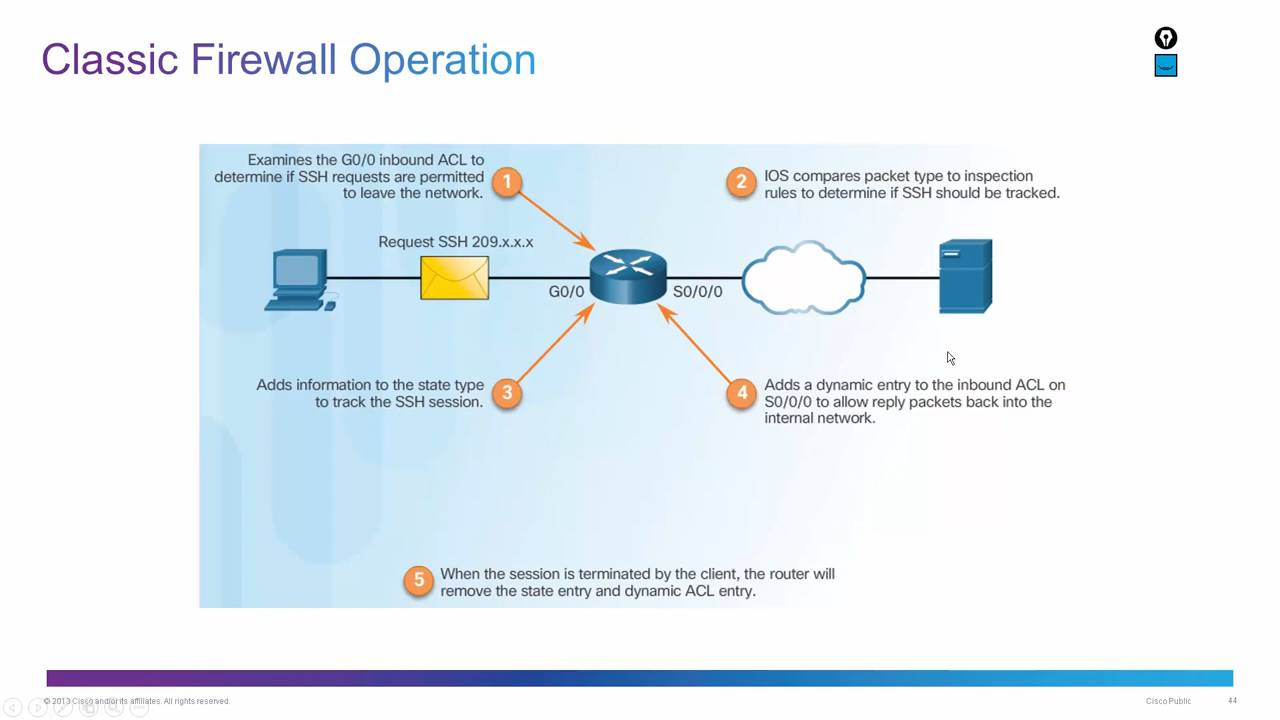 Classic Firewall Operation
Examines the G0/0 inbound ACL to
determine if SSH requests are permitted
to leave the network.
1
2
IOS compares packet type to inspection
rules to determine if SSH should be tracked.
Request SSH 209.x.x.x
G0/0
S0/0/0
Adds information to the state type
to track the SSH session.
3
4
Adds a dynamic entry to the inbound ACL on
S0/0/0 to allow reply packets back into the
internal network.
5
When the session is terminated by the client, the router will
remove the state entry and dynamic ACL entry.
© 2013 Cisco and/or its affiliates. All rights reserved.
Cisco Public
44